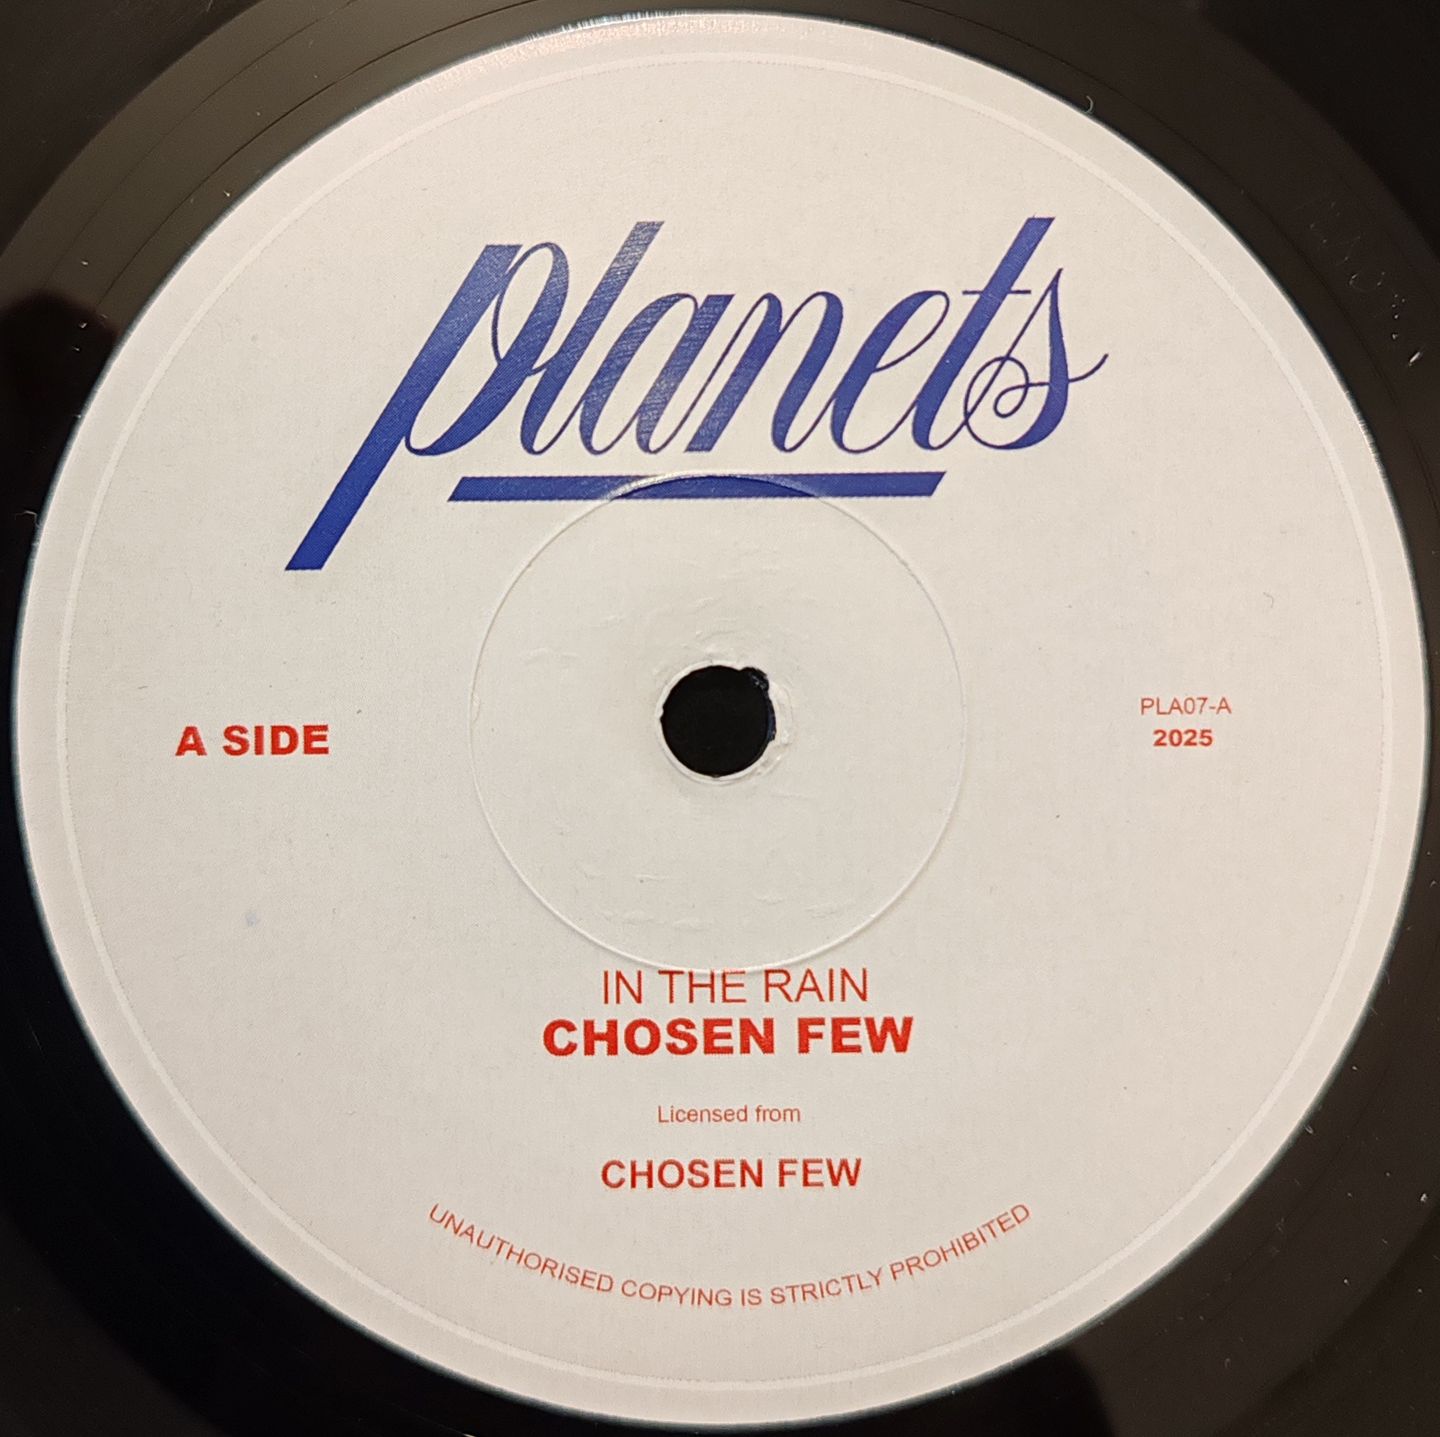 planets
A SIDE
PLA07-A
2025
IN THE RAIN
CHOSEN FEW
Licensed from
CHOSEN FEW
UNAUTHORISED COPYING IS STRICTLY PROHIBITED